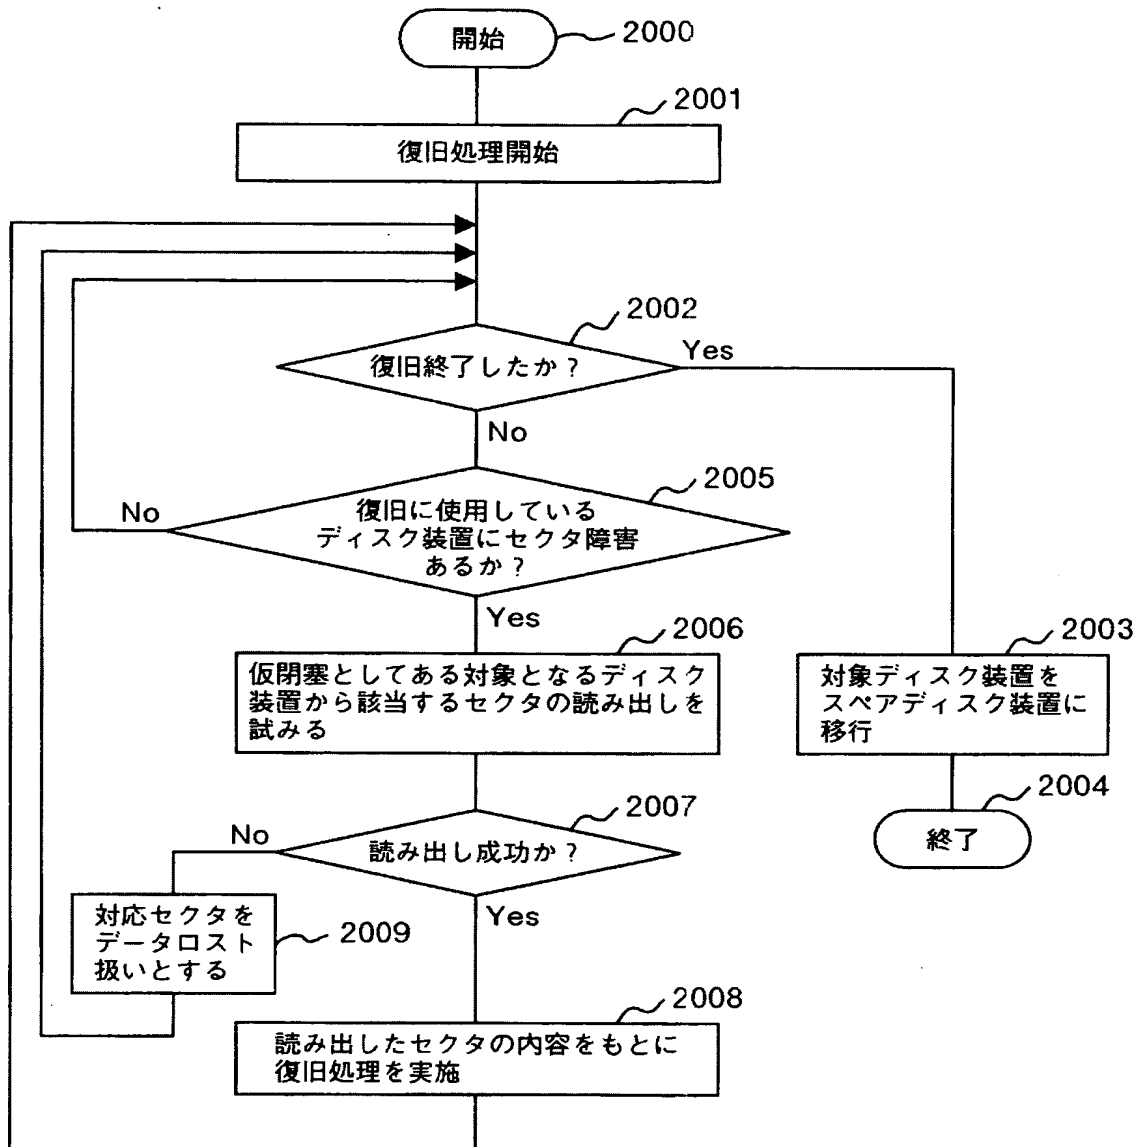 開始
2000
2001
復旧処理開始
2002
復旧終了したか？
Yes
No
2005
No
復旧に使用している
ディスク装置にセクタ障害
あるか？
Yes
2006
仮閉塞としてある対象となるディスク
装置から該当するセクタの読み出しを
試みる
2003
対象ディスク装置を
スペアディスク装置に
移行
2004
終了
2007
No
読み出し成功か？
Yes
対応セクタを
データロスト
扱いとする
2009
2008
読み出したセクタの内容をもとに
復旧処理を実施